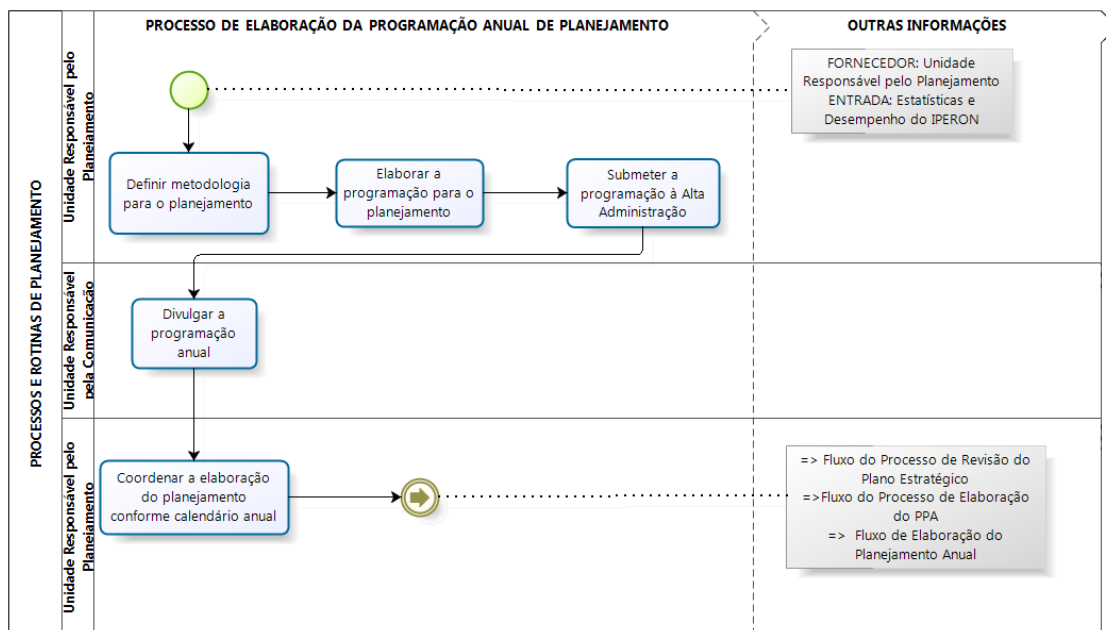 PROCESSO DE ELABORAÇÃO DA PROGRAMAÇÃO ANUAL DE PLANEJAMENTO
OUTRAS INFORMAÇÕES
PROCESSOS E ROTINAS DE PLANEJAMENTO
Unidade Responsável pelo
Planejamento
FORNECEDOR: Unidade
Responsável pelo Planejamento
ENTRADA: Estatísticas e
Desempenho do IPERON
Definir metodologia
para o planejamento
Elaborar a
programação para o
planejamento
Submeter a
programação à Alta
Administração
Unidade Responsável
pela Comunicação
Divulgar a
programação
anual
Unidade Responsável pelo
Planejamento
Coordenar a elaboração
do planejamento
conforme calendário anual
=> Fluxo do Processo de Revisão do
Plano Estratégico
=>Fluxo do Processo de Elaboração
do PPA
=> Fluxo de Elaboração do
Planejamento Anual